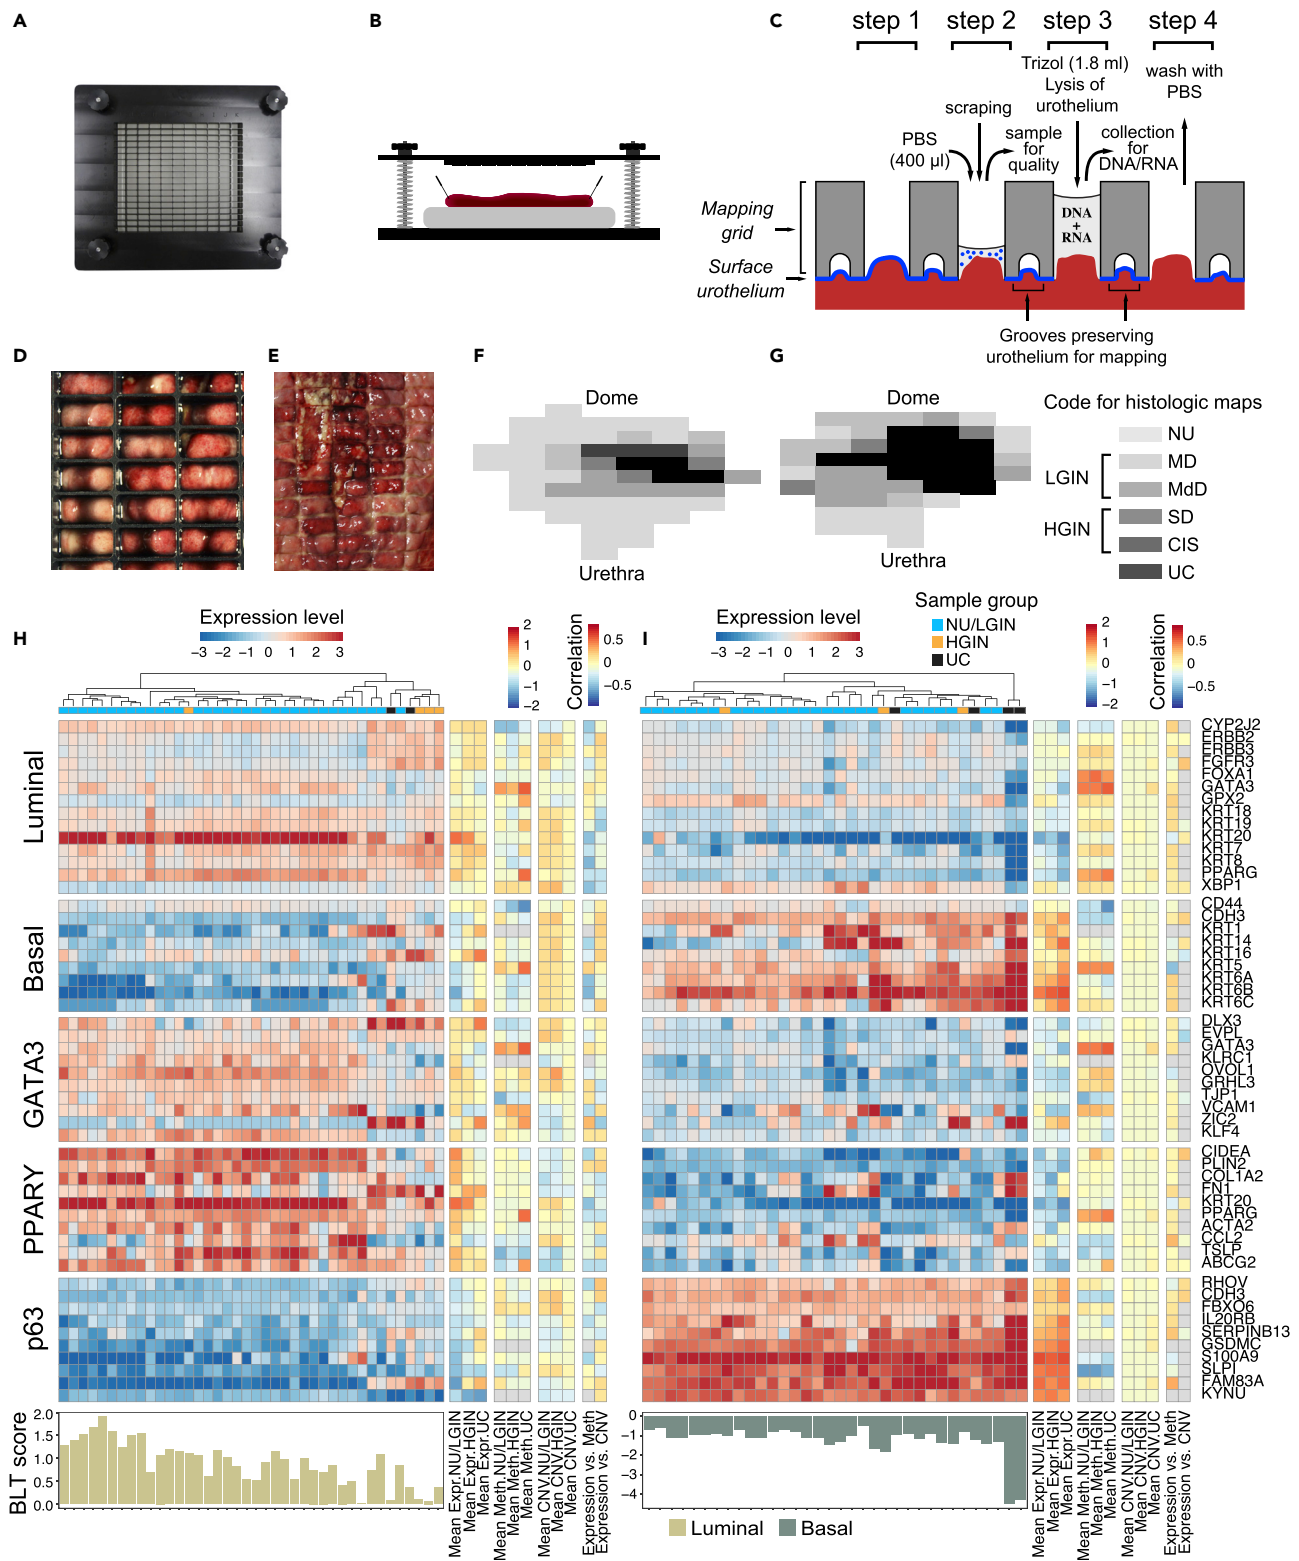 A
B
C
step 1
step 2
step 3
step 4
Trizol (1.8 ml)
Lysis of
urothelium
wash with
PBS
scraping
PBS
(400 µl)
sample
for
quality
collection
for
DNA/RNA
Mapping
grid
DNA
+
RNA
Surface
urothelium
Grooves preserving
urothelium for mapping
D
E
F
G
Dome
Urethra
Dome
Urethra
Code for histologic maps
NU
MD
MdD
SD
CIS
UC
LGIN
HGIN
H
Expression level
−3 −2 −1 0 1 2 3
2
1
0
−1
−2
Correlation
0.5
0
−0.5
I
Expression level
−3 −2 −1 0 1 2 3
Sample group
NU/LGIN
HGIN
UC
2
1
0
−1
−2
Correlation
0.5
0
−0.5
Luminal
CYP2J2
ERBB2
ERBB3
FGFR3
FOXA1
GATA3
GPX2
KRT18
KRT19
KRT20
KRT7
KRT8
PPARG
XBP1
Basal
CD44
CDH3
KRT1
KRT14
KRT16
KRT5
KRT6A
KRT6B
KRT6C
GATA3
DLX3
EVPL
GATA3
KLRC1
OVOL1
GRHL3
TJP1
VCAM1
ZIC2
KLF4
PPARY
CIDEA
PLIN2
COL1A2
FN1
KRT20
PPARG
ACTA2
CCL2
TSLP
ABCG2
p63
RHOV
CDH3
FBXO6
IL20RB
SERPINB13
GSDMC
S100A9
SLPI
FAM83A
KYNU
BLT score
2.0
1.5
1.0
0.5
0.0
Mean Expr.NU/LGIN
Mean Expr.HGIN
Mean Expr.UC
Mean Meth.NU/LGIN
Mean Meth.HGIN
Mean Meth.UC
Mean CNV.NU/LGIN
Mean CNV.HGIN
Mean CNV.UC
Expression vs. Meth
Expression vs. CNV
0
−1
−2
−3
−4
Mean Expr.NU/LGIN
Mean Expr.HGIN
Mean Expr.UC
Mean Meth.NU/LGIN
Mean Meth.HGIN
Mean Meth.UC
Mean CNV.NU/LGIN
Mean CNV.HGIN
Mean CNV.UC
Expression vs. Meth
Expression vs. CNV
Luminal
Basal